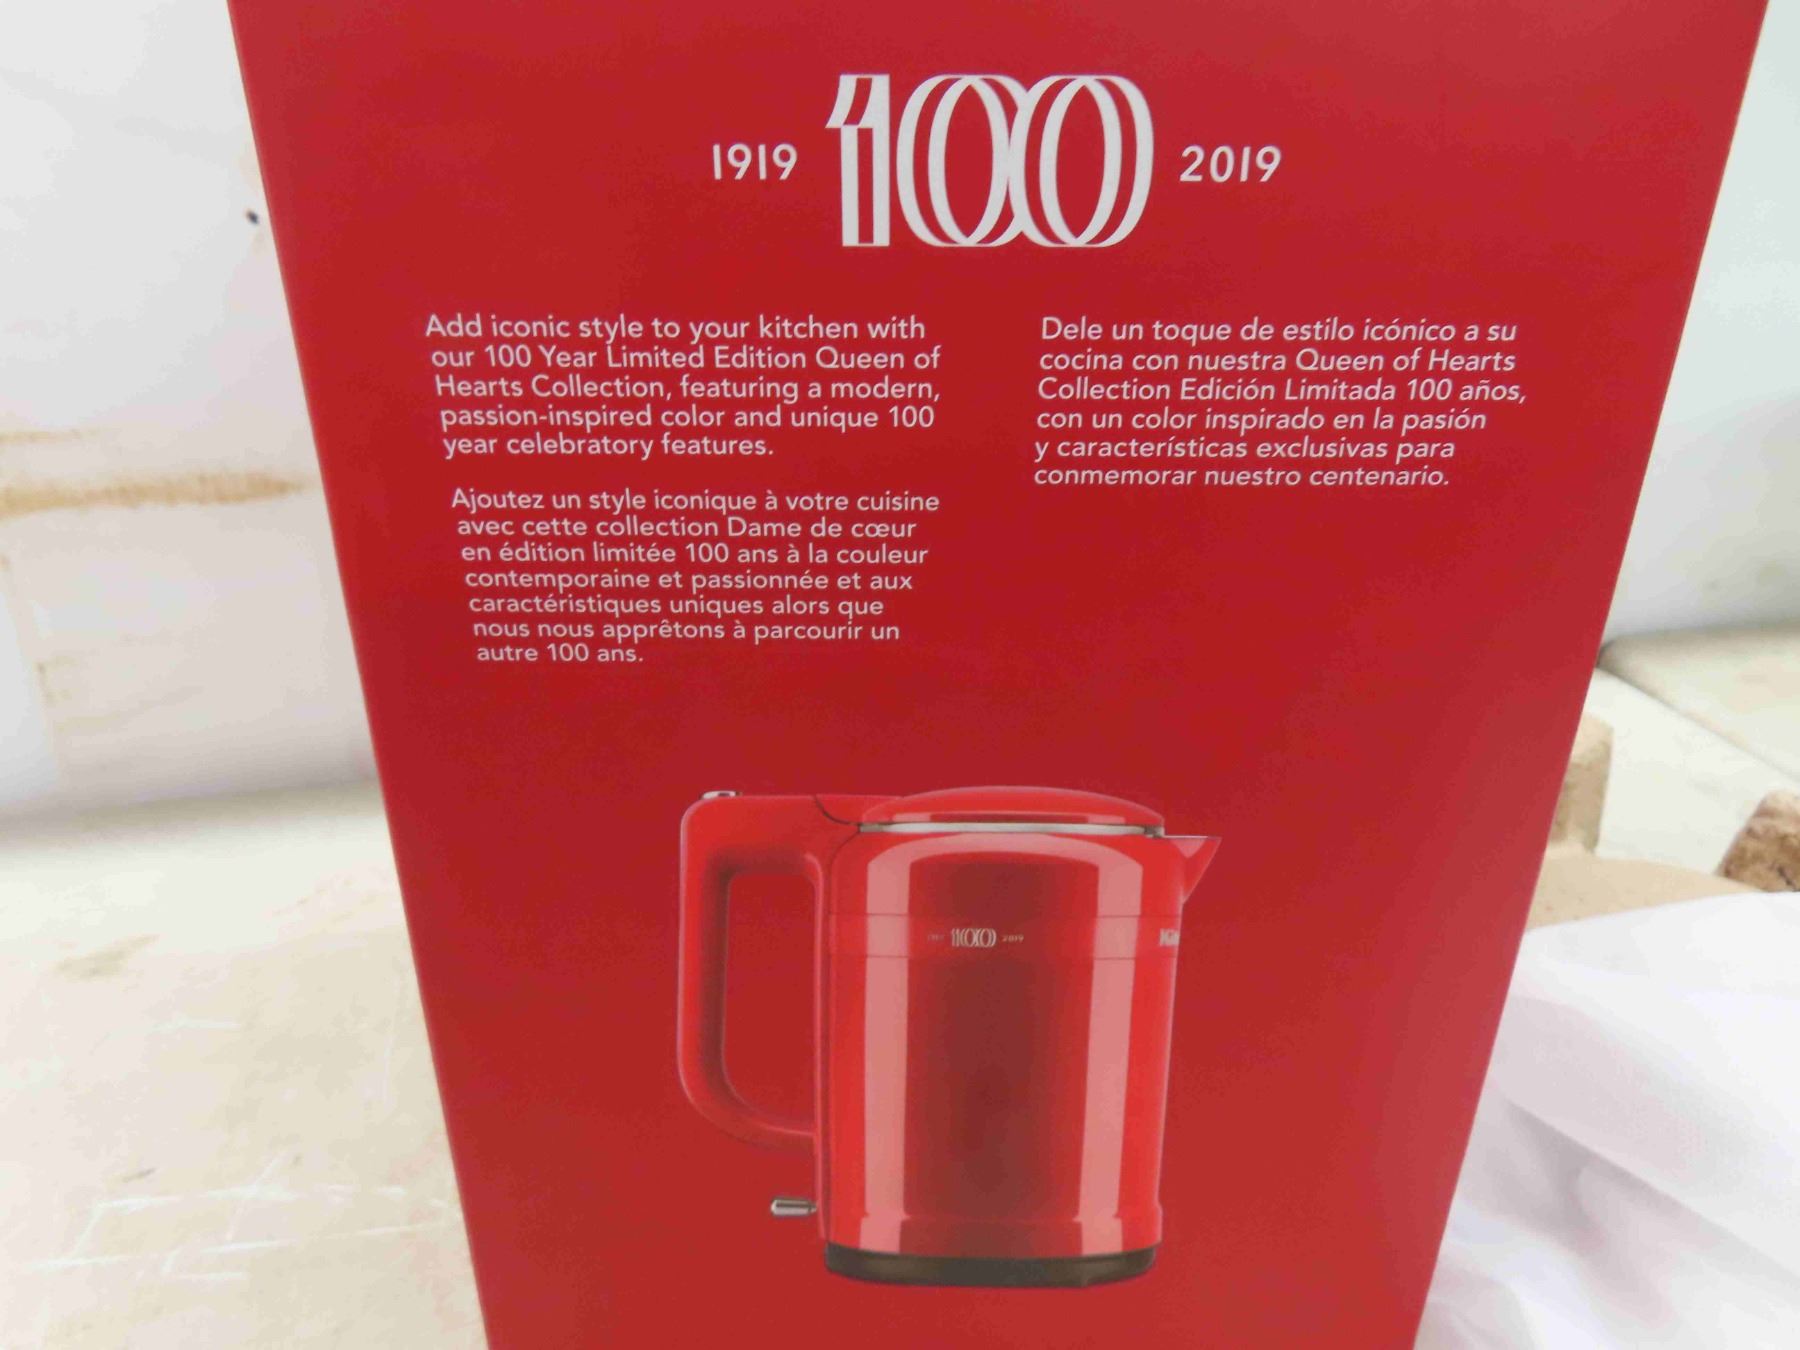 1919 100 2019
Add iconic style to your kitchen with
our 100 Year Limited Edition Queen of
Hearts Collection, featuring a modern,
passion-inspired color and unique 100
year celebratory features.
Ajoutez un style iconique à votre cuisine
avec cette collection Dame de cœur
en édition limitée 100 ans à la couleur
contemporaine et passionnée et aux
caractéristiques uniques alors que
nous nous apprêtons à parcourir un
autre 100 ans.
Dele un toque de estilo icónico a su
cocina con nuestra Queen of Hearts
Collection Edición Limitada 100 años,
con un color inspirado en la pasión
y características exclusivas para
conmemorar nuestro centenario.
100 2019